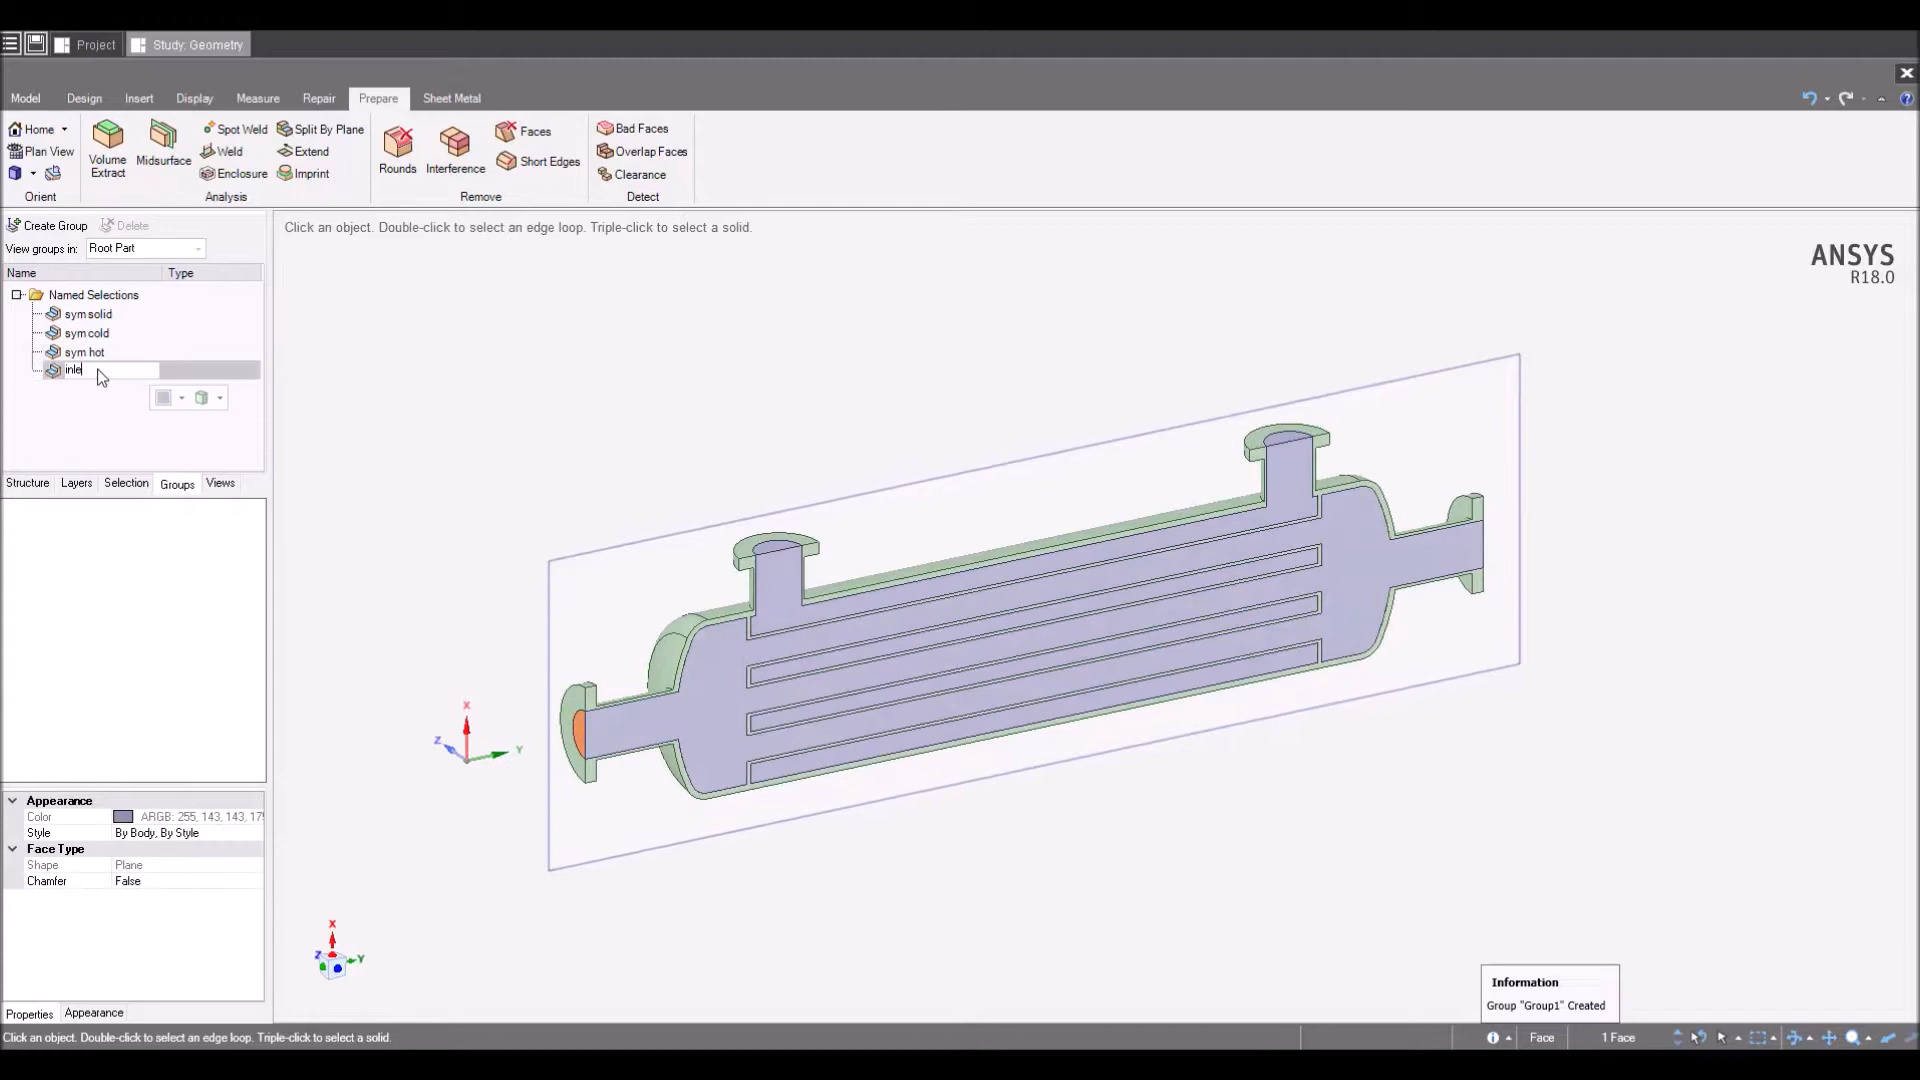 Project
Study: Geometry
Model Design Insert Display Measure Repair Prepare Sheet Metal
Home
Plan View
Orient
Volume Extract
Midsurface
Spot Weld
Weld
Enclosure
Split By Plane
Extend
Imprint
Analysis
Rounds
Interference
Faces
Short Edges
Remove
Bad Faces
Overlap Faces
Clearance
Detect
Create Group Delete
View groups in: Root Part
Name Type
Named Selections
sym solid
sym cold
sym hot
inle
Structure Layers Selection Groups Views
Click an object. Double-click to select an edge loop. Triple-click to select a solid.
ANSYS
R18.0
X
Z
Y
X
Z
Y
Appearance
Color ARGB: 255, 143, 143, 175
Style By Body, By Style
Face Type
Shape Plane
Chamfer False
Properties Appearance
Information
Group "Group1" Created
Click an object. Double-click to select an edge loop. Triple-click to select a solid.
Face 1 Face